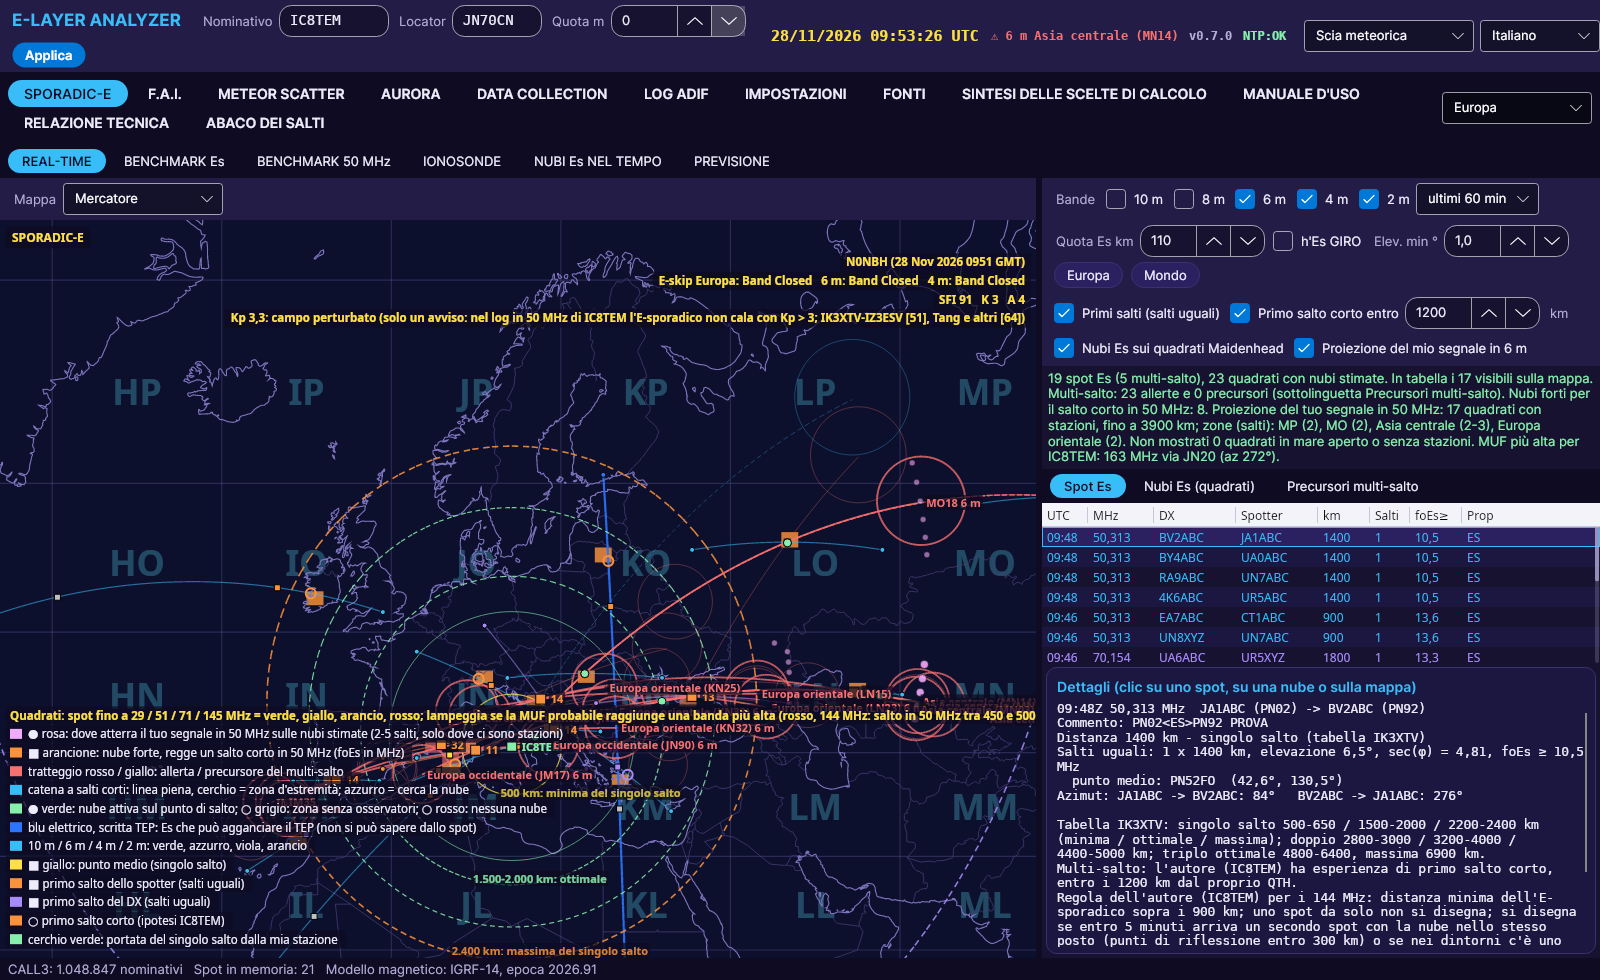 E-LAYER ANALYZER
Nominativo IC8TEM Locator JN70CN Quota m 0
28/11/2026 09:53:26 UTC ⚠ 6 m Asia centrale (MN14) v0.7.0 NTP:OK
Scia meteorica Italiano
Applica
SPORADIC-E F.A.I. METEOR SCATTER AURORA DATA COLLECTION LOG ADIF IMPOSTAZIONI FONTI SINTESI DELLE SCELTE DI CALCOLO MANUALE D'USO
RELAZIONE TECNICA ABACO DEI SALTI
Europa
REAL-TIME BENCHMARK Es BENCHMARK 50 MHz IONOSONDE NUBI Es NEL TEMPO PREVISIONE
Mappa Mercatore
SPORADIC-E
N0NBH (28 Nov 2026 0951 GMT)
E-skip Europa: Band Closed 6 m: Band Closed 4 m: Band Closed
SFI 91 K 3 A 4
Kp 3,3: campo perturbato (solo un avviso: nel log in 50 MHz di IC8TEM l'E-sporadico non cala con Kp > 3; IK3XTV-IZ3ESV [51], Tang e altri [64])
HP IP JP KP LP MP
MO18 6 m
HO IO JO KO LO MO
HN IN MN
Europa orientale (KN25)
Europa orientale (LN15)
14
13
Quadrati: spot fino a 29 / 51 / 71 / 145 MHz = verde, giallo, arancio, rosso; lampeggia se la MUF probabile raggiunge una banda più alta (rosso, 144 MHz: salto in 50 MHz tra 450 e 500
Europa orientale (KN32) 6 m
● rosa: dove atterra il tuo segnale in 50 MHz sulle nubi stimate (2-5 salti, solo dove ci sono stazioni)
32 11 IC8TE Europa occidentale (JN90) 6 m
■ arancione: nube forte, regge un salto corto in 50 MHz (foEs in MHz)
tratteggio rosso / giallo: allerta / precursore del multi-salto
Europa occidentale (JM17) 6 m
catena a salti corti: linea piena, cerchio = zona d'estremità; azzurro = cerca la nube
500 km: minima del singolo salto
● verde: nube attiva sul punto di salto; ○ grigio: zona senza osservatori; ○ rosso: nessuna nube
KM LM MM
blu elettrico, scritta TEP: Es che può agganciare il TEP (non si può sapere dallo spot)
10 m / 6 m / 4 m / 2 m: verde, azzurro, viola, arancio
■ giallo: punto medio (singolo salto)
1.500-2.000 km: ottimale
■ primo salto dello spotter (salti uguali)
■ primo salto del DX (salti uguali)
IL JL KL LL ML
○ primo salto corto (ipotesi IC8TEM)
cerchio verde: portata del singolo salto dalla mia stazione
2.400 km: massima del singolo salto
Bande 10 m 8 m 6 m 4 m 2 m ultimi 60 min
Quota Es km 110 h'Es GIRO Elev. min ° 1,0
Europa Mondo
Primi salti (salti uguali) Primo salto corto entro 1200 km
Nubi Es sui quadrati Maidenhead Proiezione del mio segnale in 6 m
19 spot Es (5 multi-salto), 23 quadrati con nubi stimate. In tabella i 17 visibili sulla mappa.
Multi-salto: 23 allerte e 0 precursori (sottolinguetta Precursori multi-salto). Nubi forti per
il salto corto in 50 MHz: 8. Proiezione del tuo segnale in 50 MHz: 17 quadrati con
stazioni, fino a 3900 km; zone (salti): MP (2), MO (2), Asia centrale (2-3), Europa
orientale (2). Non mostrati 0 quadrati in mare aperto o senza stazioni. MUF più alta per
IC8TEM: 163 MHz via JN20 (az 272°).
Spot Es Nubi Es (quadrati) Precursori multi-salto
UTC MHz DX Spotter km Salti foEs≥ Prop
09:48 50,313 BV2ABC JA1ABC 1400 1 10,5 ES
09:48 50,313 BY4ABC UA0ABC 1400 1 10,5 ES
09:48 50,313 RA9ABC UN7ABC 1400 1 10,5 ES
09:48 50,313 4K6ABC UR5ABC 1400 1 10,5 ES
09:46 50,313 EA7ABC CT1ABC 900 1 13,6 ES
09:46 50,313 UN8XYZ UN7ABC 900 1 13,6 ES
09:46 70,154 UA6ABC UR5XYZ 1800 1 13,3 ES
Dettagli (clic su uno spot, su una nube o sulla mappa)
09:48Z 50,313 MHz JA1ABC (PN02) -> BV2ABC (PN92)
Commento: PN02<ES>PN92 PROVA
Distanza 1400 km - singolo salto (tabella IK3XTV)
Salti uguali: 1 x 1400 km, elevazione 6,5°, sec(φ) = 4,81, foEs ≥ 10,5
MHz
punto medio: PN52FO (42,6°, 130,5°)
Azimut: JA1ABC -> BV2ABC: 84° BV2ABC -> JA1ABC: 276°
Tabella IK3XTV: singolo salto 500-650 / 1500-2000 / 2200-2400 km
(minima / ottimale / massima); doppio 2800-3000 / 3200-4000 /
4400-5000 km; triplo ottimale 4800-6400, massima 6900 km.
Multi-salto: l'autore (IC8TEM) ha esperienza di primo salto corto,
entro i 1200 km dal proprio QTH.
Regola dell'autore (IC8TEM) per i 144 MHz: distanza minima dell'E-
sporadico sopra i 900 km; uno spot da solo non si disegna; si disegna
se entro 5 minuti arriva un secondo spot con la nube nello stesso
posto (punti di riflessione entro 300 km) o se nei dintorni c'è uno
CALL3: 1.048.847 nominativi Spot in memoria: 21 Modello magnetico: IGRF-14, epoca 2026.91